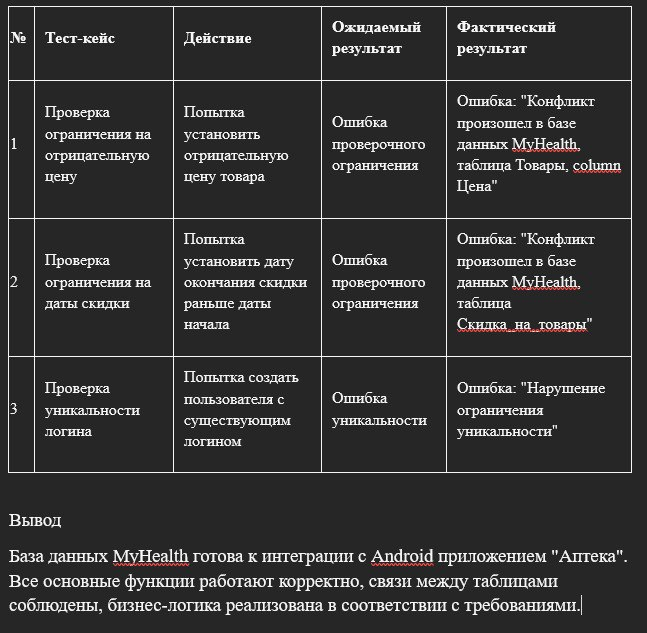 № Тест-кейс Действие Ожидаемый результат Фактический результат
1
Проверка
ограничения на
отрицательную
цену
Попытка
установить
отрицательную
цену товара
Ошибка
проверочного
ограничения
Ошибка: "Конфликт
произошел в базе
данных MyHealth,
таблица Товары, column
Цена"
2
Проверка
ограничения на
даты скидки
Попытка
установить дату
окончания скидки
раньше даты
начала
Ошибка
проверочного
ограничения
Ошибка: "Конфликт
произошел в базе
данных MyHealth,
таблица
Скидка_на_товары"
3
Проверка
уникальности
логина
Попытка создать
пользователя с
существующим
логином
Ошибка
уникальности
Ошибка: "Нарушение
ограничения
уникальности"
Вывод
База данных MyHealth готова к интеграции с Android приложением "Аптека".
Все основные функции работают корректно, связи между таблицами
соблюдены, бизнес-логика реализована в соответствии с требованиями.